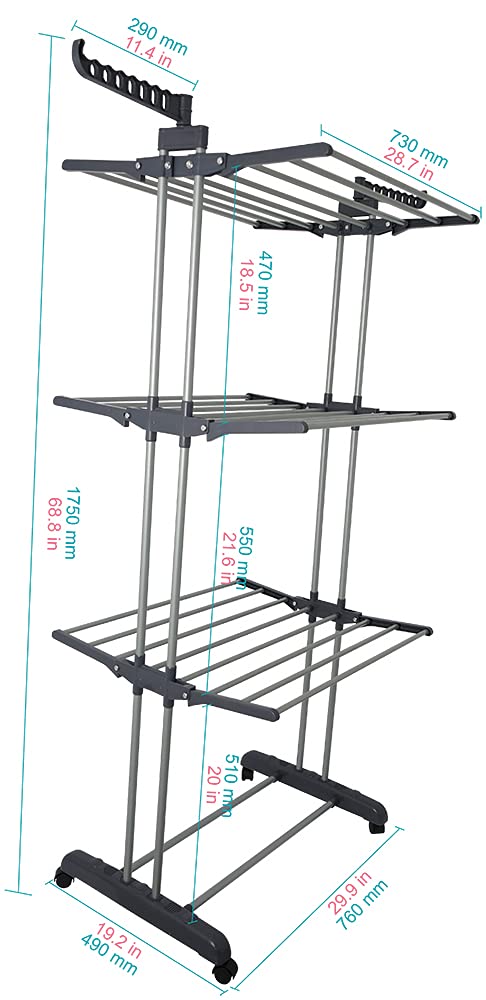 290 mm
11.4 in
730 mm
28.7 in
470 mm
18.5 in
1750 mm
68.8 in
550 mm
21.6 in
510 mm
20 in
29.9 in
760 mm
19.2 in
490 mm